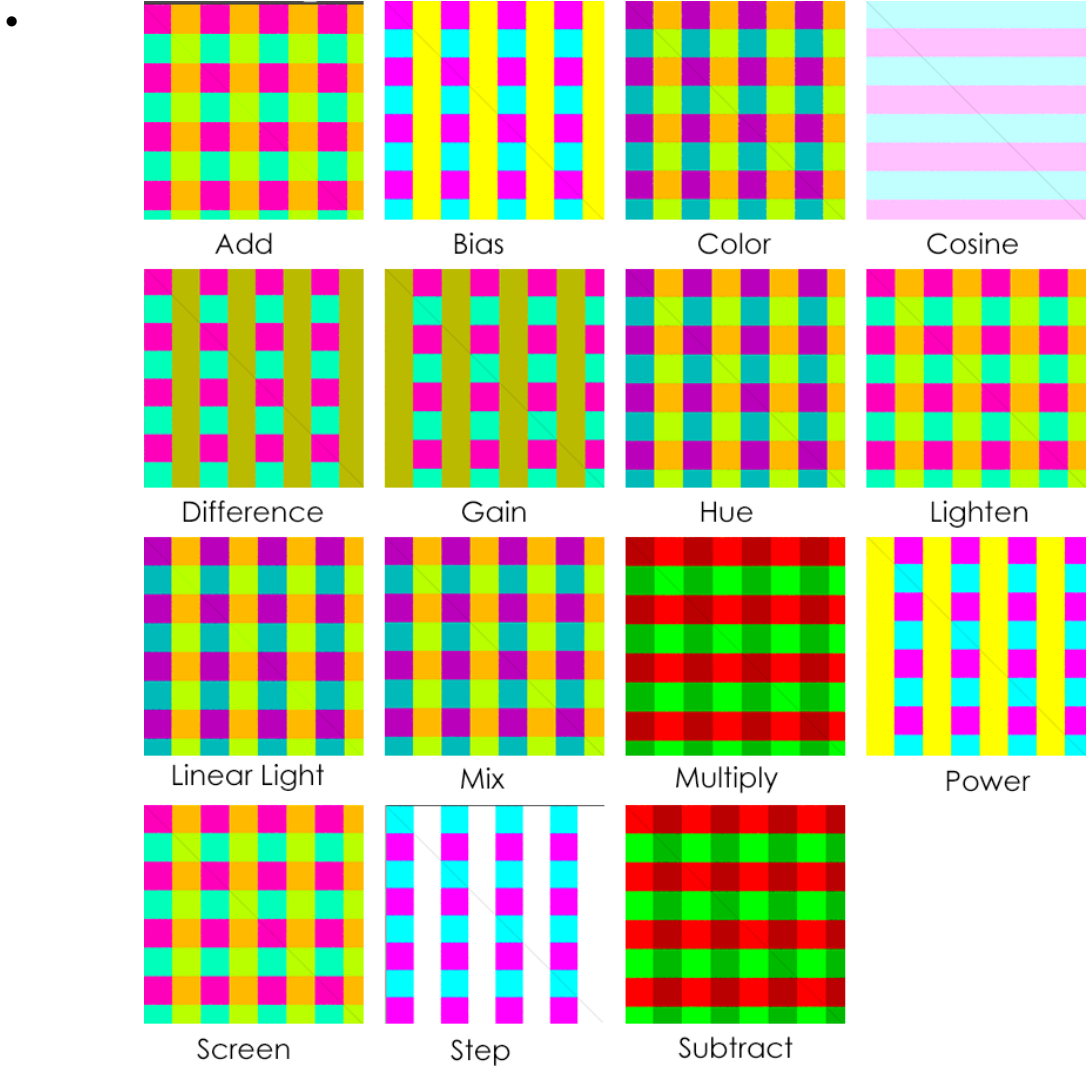 Add
Bias
Color
Cosine
Difference
Gain
Hue
Lighten
Linear Light
Mix
Multiply
Power
Screen
Step
Subtract